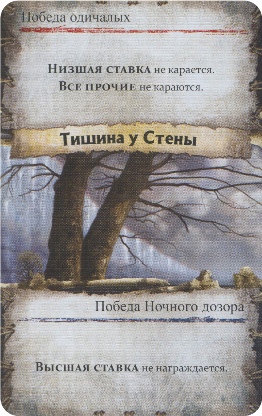 Победа одичалых
Низшая ставка не карается.
Все прочие не караются.
Тишина у Стены
Победа Ночного дозора
Высшая ставка не награждается.